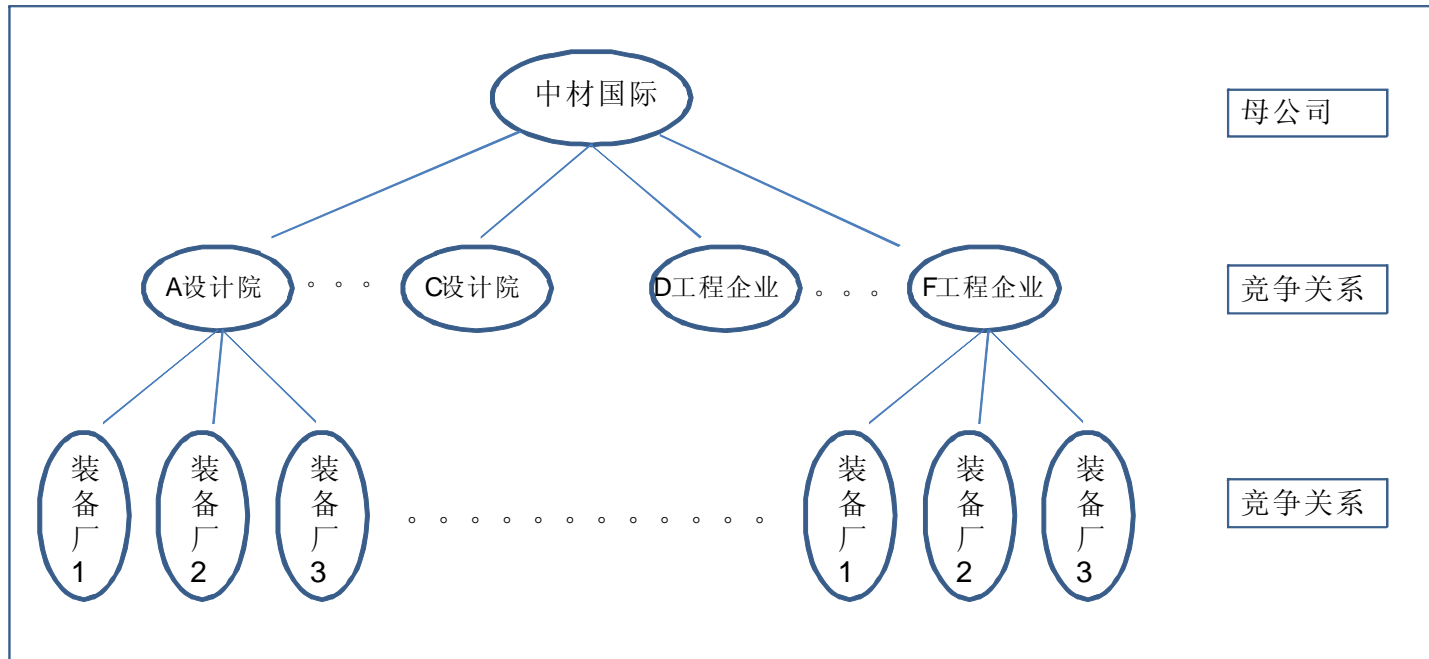 中材国际
母公司
A设计院
。。。
C设计院
D工程企业
。。。
F工程企业
竞争关系
装备厂1
装备厂2
装备厂3
。。。。。。。。。。。。。
装备厂1
装备厂2
装备厂3
竞争关系